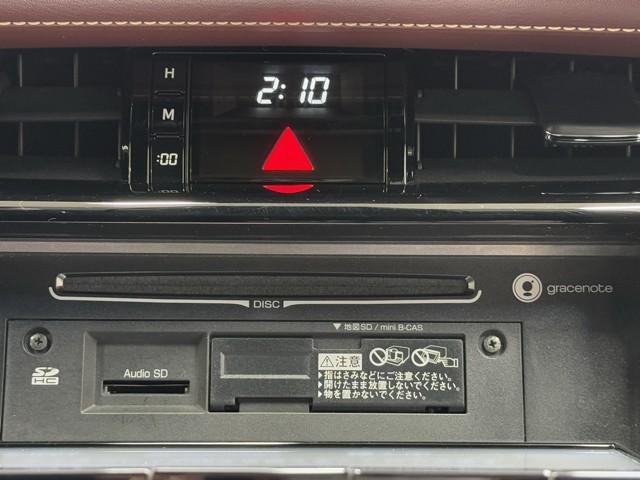 H
2:10
M
:00
DISC
gracenote
▼地図SD / mini B-CAS
SD HC
Audio SD
⚠注意
▶指はさみなどにご注意ください。
▶開けたまま放置しないでください。
▶物を置かないでください。